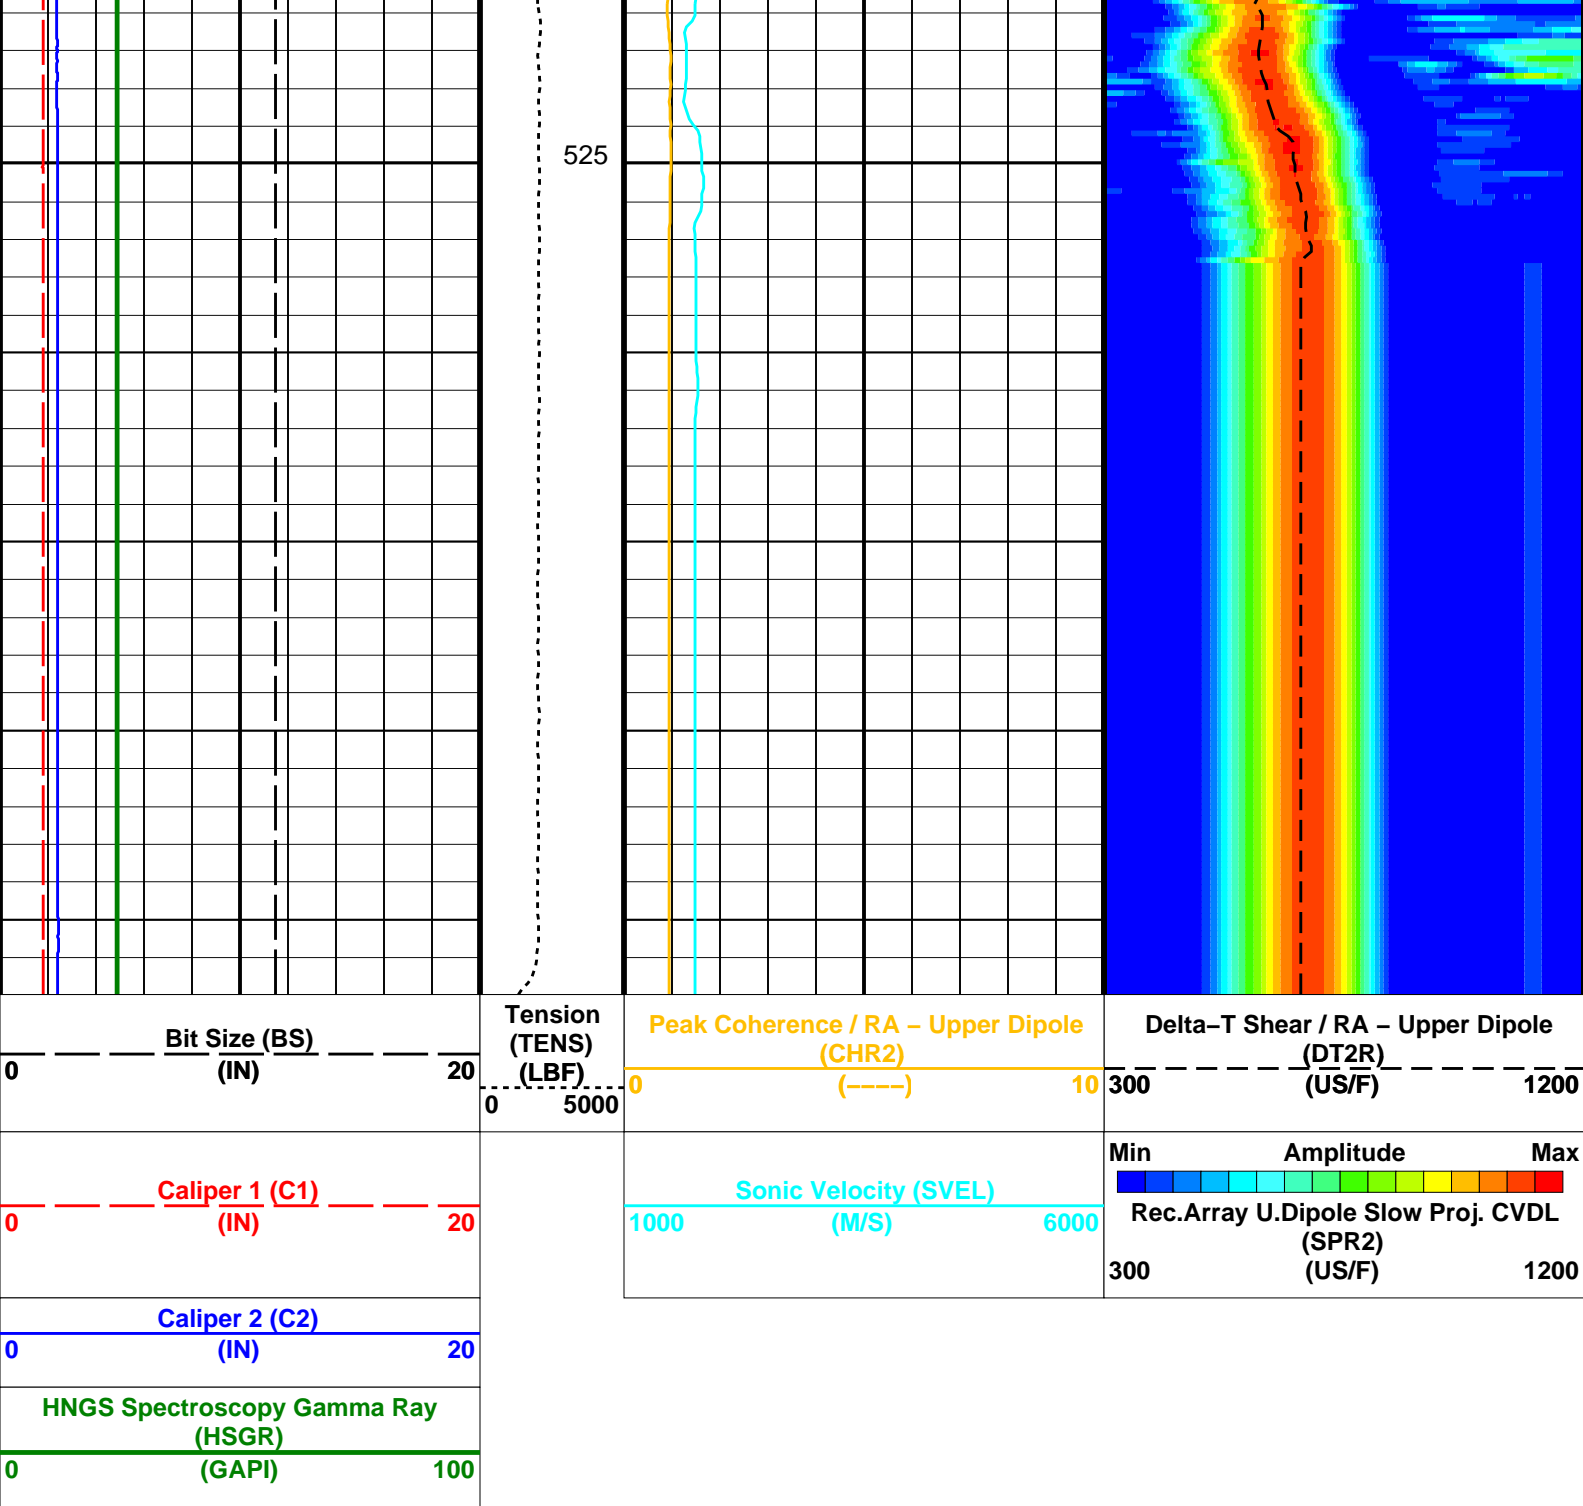 525
Bit Size (BS)
0 (IN) 20
Tension
(TENS)
(LBF)
0 5000
Peak Coherence / RA – Upper Dipole
(CHR2)
0 (––––) 10
Delta–T Shear / RA – Upper Dipole
(DT2R)
300 (US/F) 1200
Caliper 1 (C1)
0 (IN) 20
Sonic Velocity (SVEL)
1000 (M/S) 6000
Min Amplitude Max
Rec.Array U.Dipole Slow Proj. CVDL
(SPR2)
300 (US/F) 1200
Caliper 2 (C2)
0 (IN) 20
HNGS Spectroscopy Gamma Ray
(HSGR)
0 (GAPI) 100